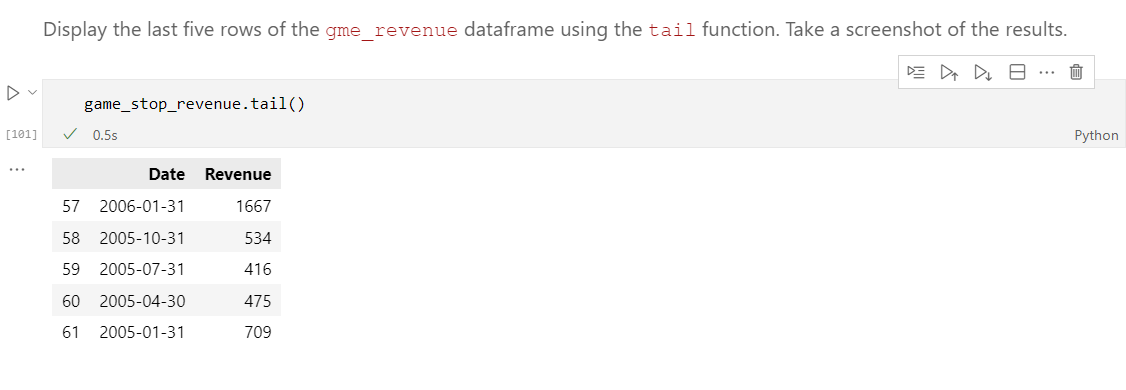 Display the last five rows of the gme_revenue dataframe using the tail function. Take a screenshot of the results.
game_stop_revenue.tail()
[101] 0.5s Python
Date Revenue
57 2006-01-31 1667
58 2005-10-31 534
59 2005-07-31 416
60 2005-04-30 475
61 2005-01-31 709